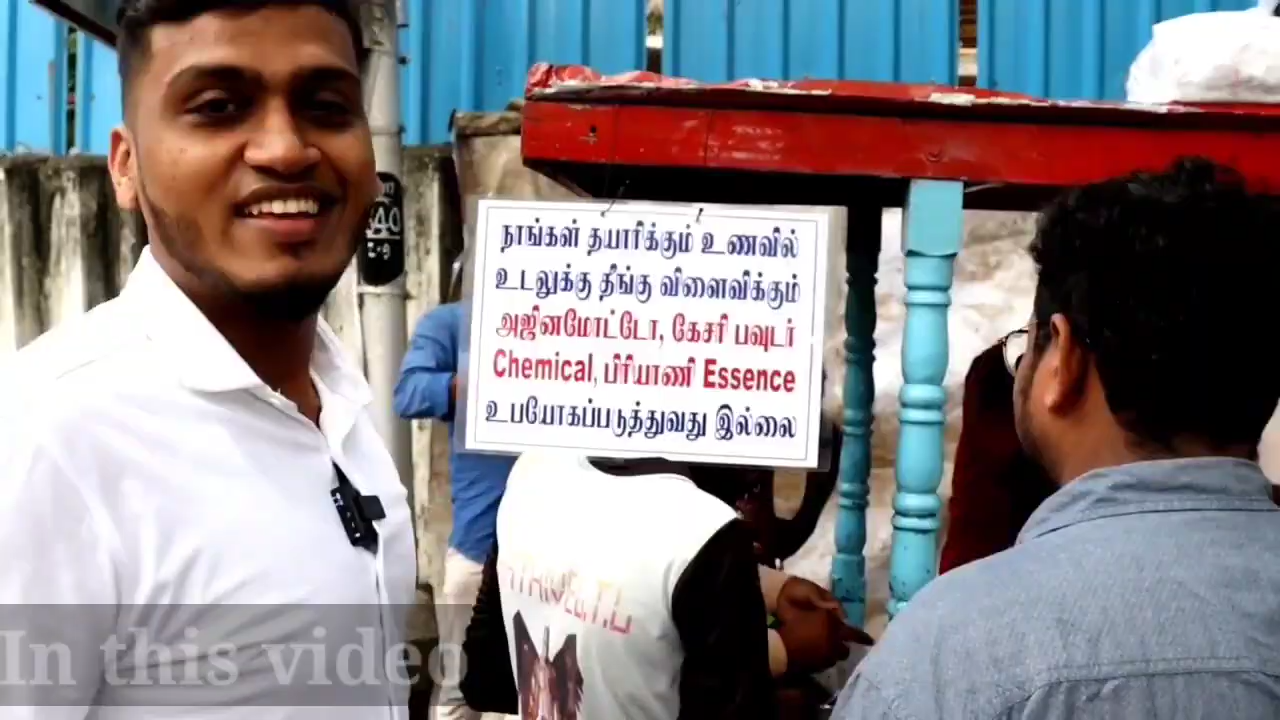 நாங்கள் தயாரிக்கும் உணவில்
உடலுக்கு தீங்கு விளைவிக்கும்
அஜினமோட்டோ, கேசரி பவுடர்
Chemical, பிரியாணி Essence
உபயோகப்படுத்துவது இல்லை
In this video